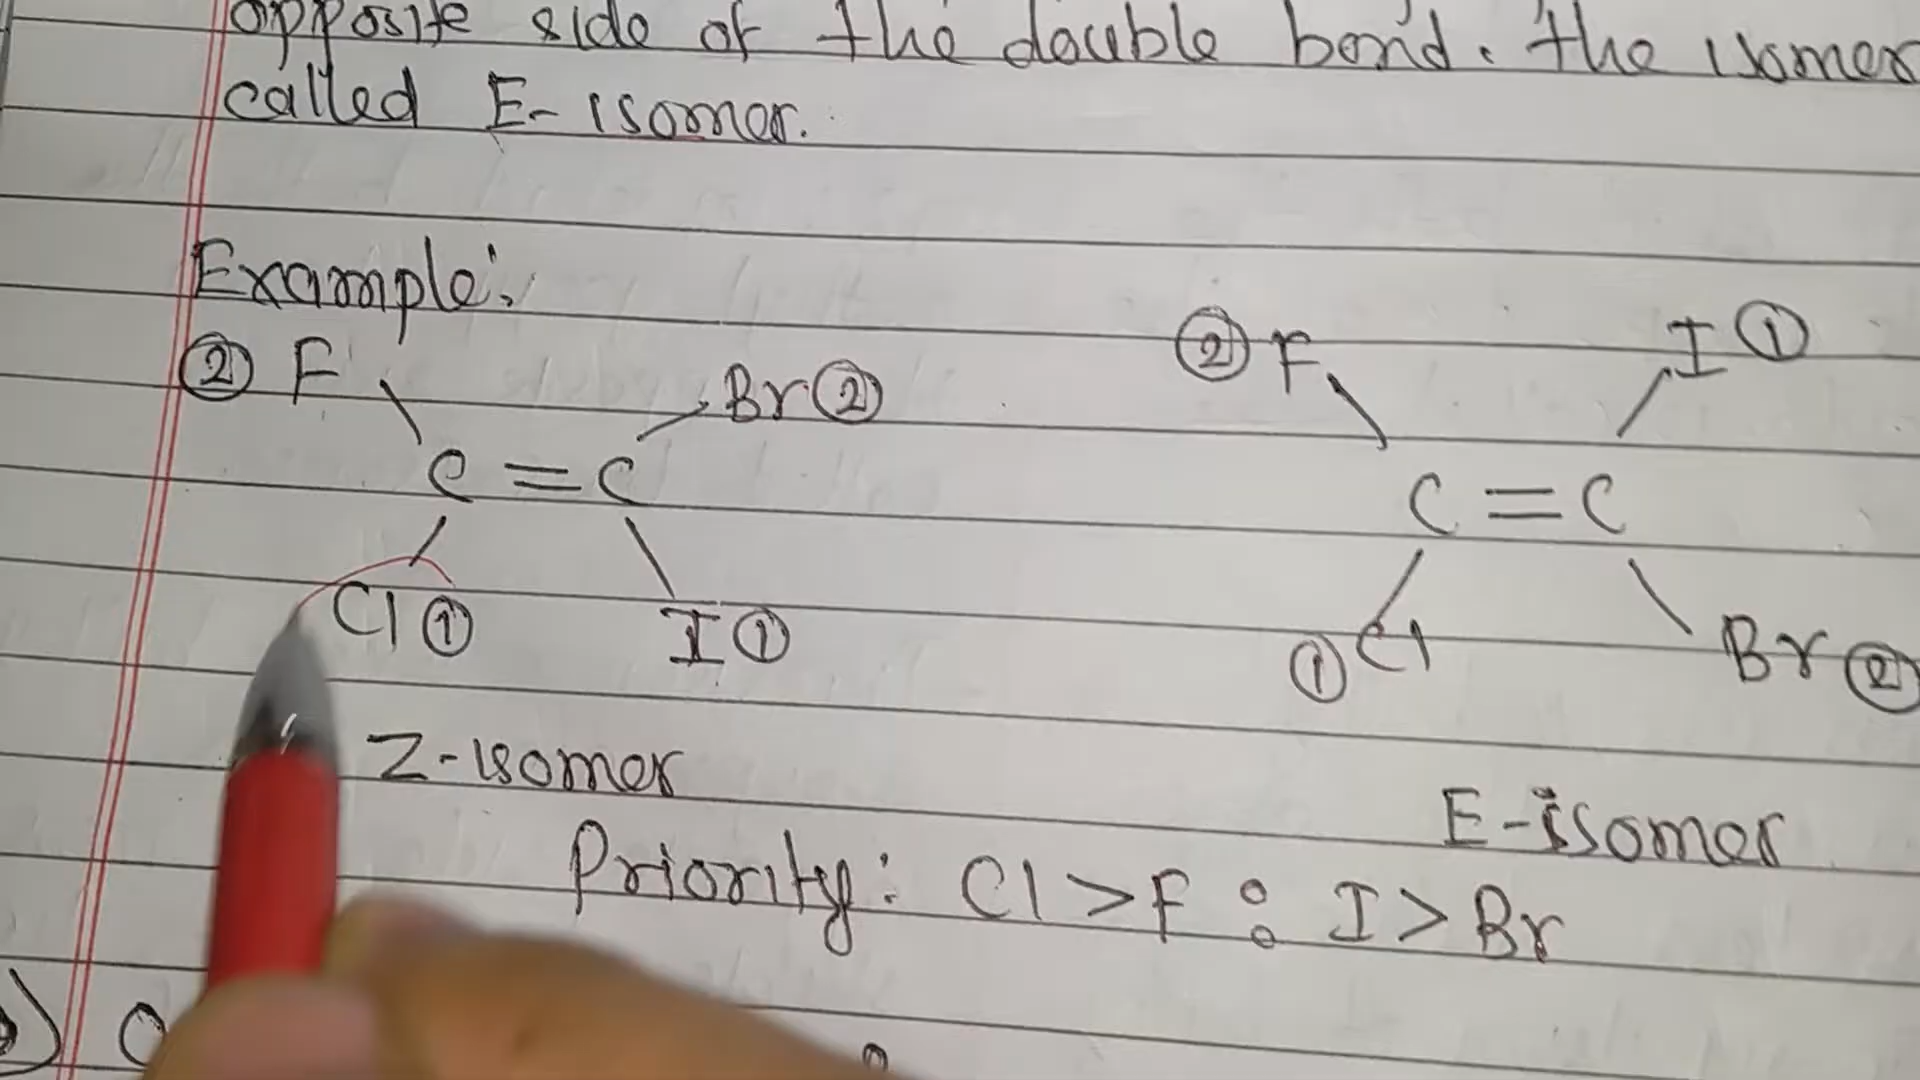 opposite side of the double bond. the isomer
called E- isomer.
Example:
② F Br ② ② F I ①
C = C C = C
Cl ① I ① ① Cl Br ②
Z-isomer E-isomer
Priority: Cl > F : I > Br